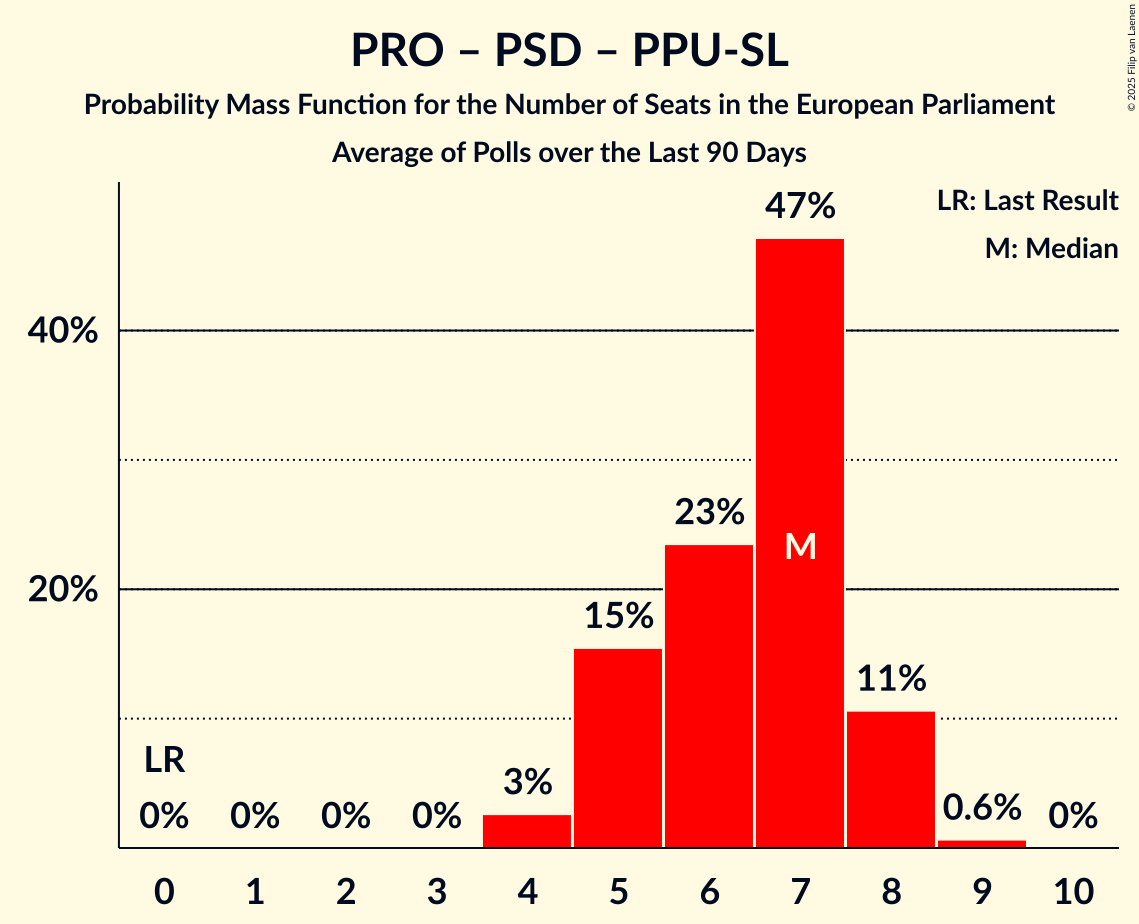 PRO – PSD – PPU-SL
Probability Mass Function for the Number of Seats in the European Parliament
Average of Polls over the Last 90 Days
© 2025 Filip van Laenen
LR: Last Result
M: Median
47%
40%
23%
M
20%
15%
11%
LR
3%
0% 0% 0% 0% 0.6% 0%
0 1 2 3 4 5 6 7 8 9 10